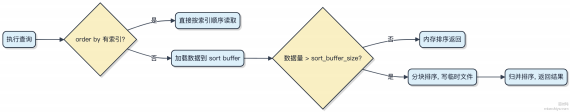 执行查询
order by 有索引?
是
直接按索引顺序读取
否
加载数据到 sort buffer
数据量 > sort_buffer_size?
否
内存排序返回
是
分块排序, 写临时文件
归并排序, 返回结果